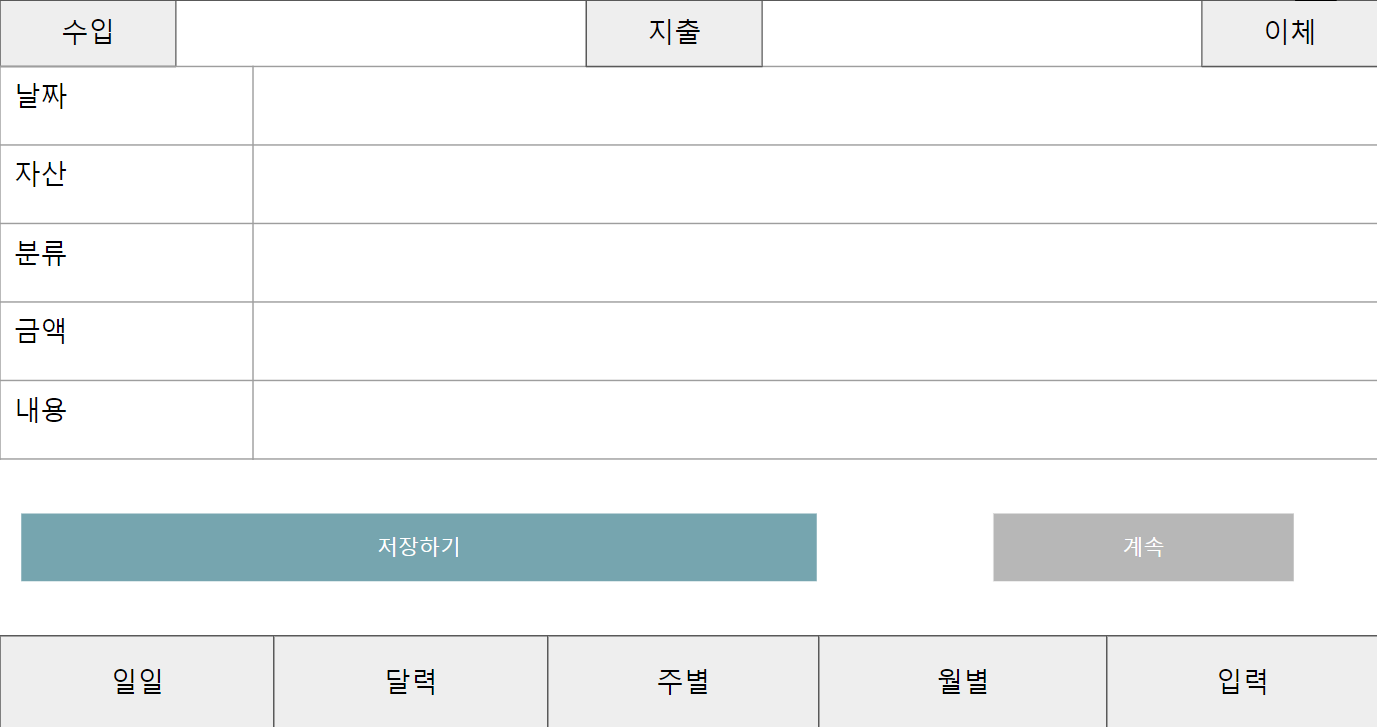 수입 지출 이체
날짜
자산
분류
금액
내용
저장하기 계속
일일 달력 주별 월별 입력